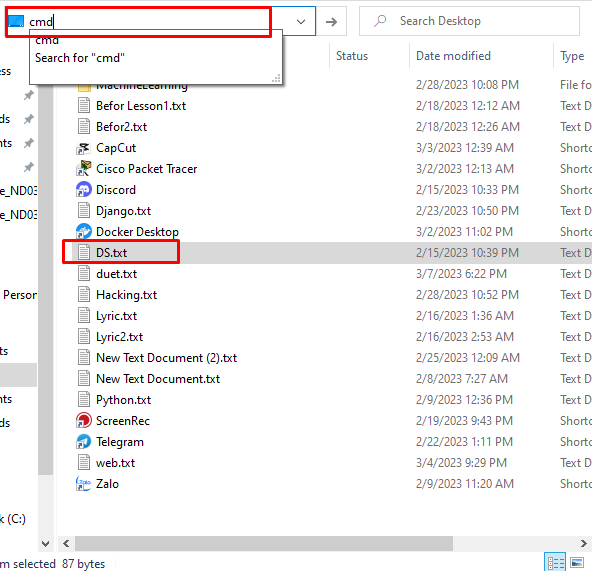 cmd
Search Desktop
cmd
Search for "cmd"
Status Date modified Type
MachineLearning 2/28/2023 10:08 PM File fo
Befor Lesson1.txt 2/18/2023 12:12 AM Text D
Befor2.txt 2/18/2023 12:26 AM Text D
CapCut 3/3/2023 12:39 AM Shortc
Cisco Packet Tracer 3/2/2023 12:13 AM Shortc
Discord 2/15/2023 10:33 PM Shortc
Django.txt 2/23/2023 10:50 PM Text D
Docker Desktop 3/2/2023 11:02 PM Shortc
DS.txt 2/15/2023 10:39 PM Text D
duet.txt 3/7/2023 6:22 PM Text D
Hacking.txt 2/28/2023 10:52 PM Text D
Lyric.txt 2/16/2023 1:36 AM Text D
Lyric2.txt 2/16/2023 2:53 AM Text D
New Text Document (2).txt 2/25/2023 12:09 AM Text D
New Text Document.txt 2/8/2023 7:27 AM Text D
Python.txt 2/9/2023 12:36 PM Text D
ScreenRec 2/19/2023 9:43 PM Shortc
Telegram 2/22/2023 1:11 PM Shortc
web.txt 3/4/2023 9:29 PM Text D
Zalo 2/9/2023 11:20 AM Shortc
ess
ds
nts
e_ND03
e_ND03
Person
ts
nts
ds
k (C:)
m selected 87 bytes